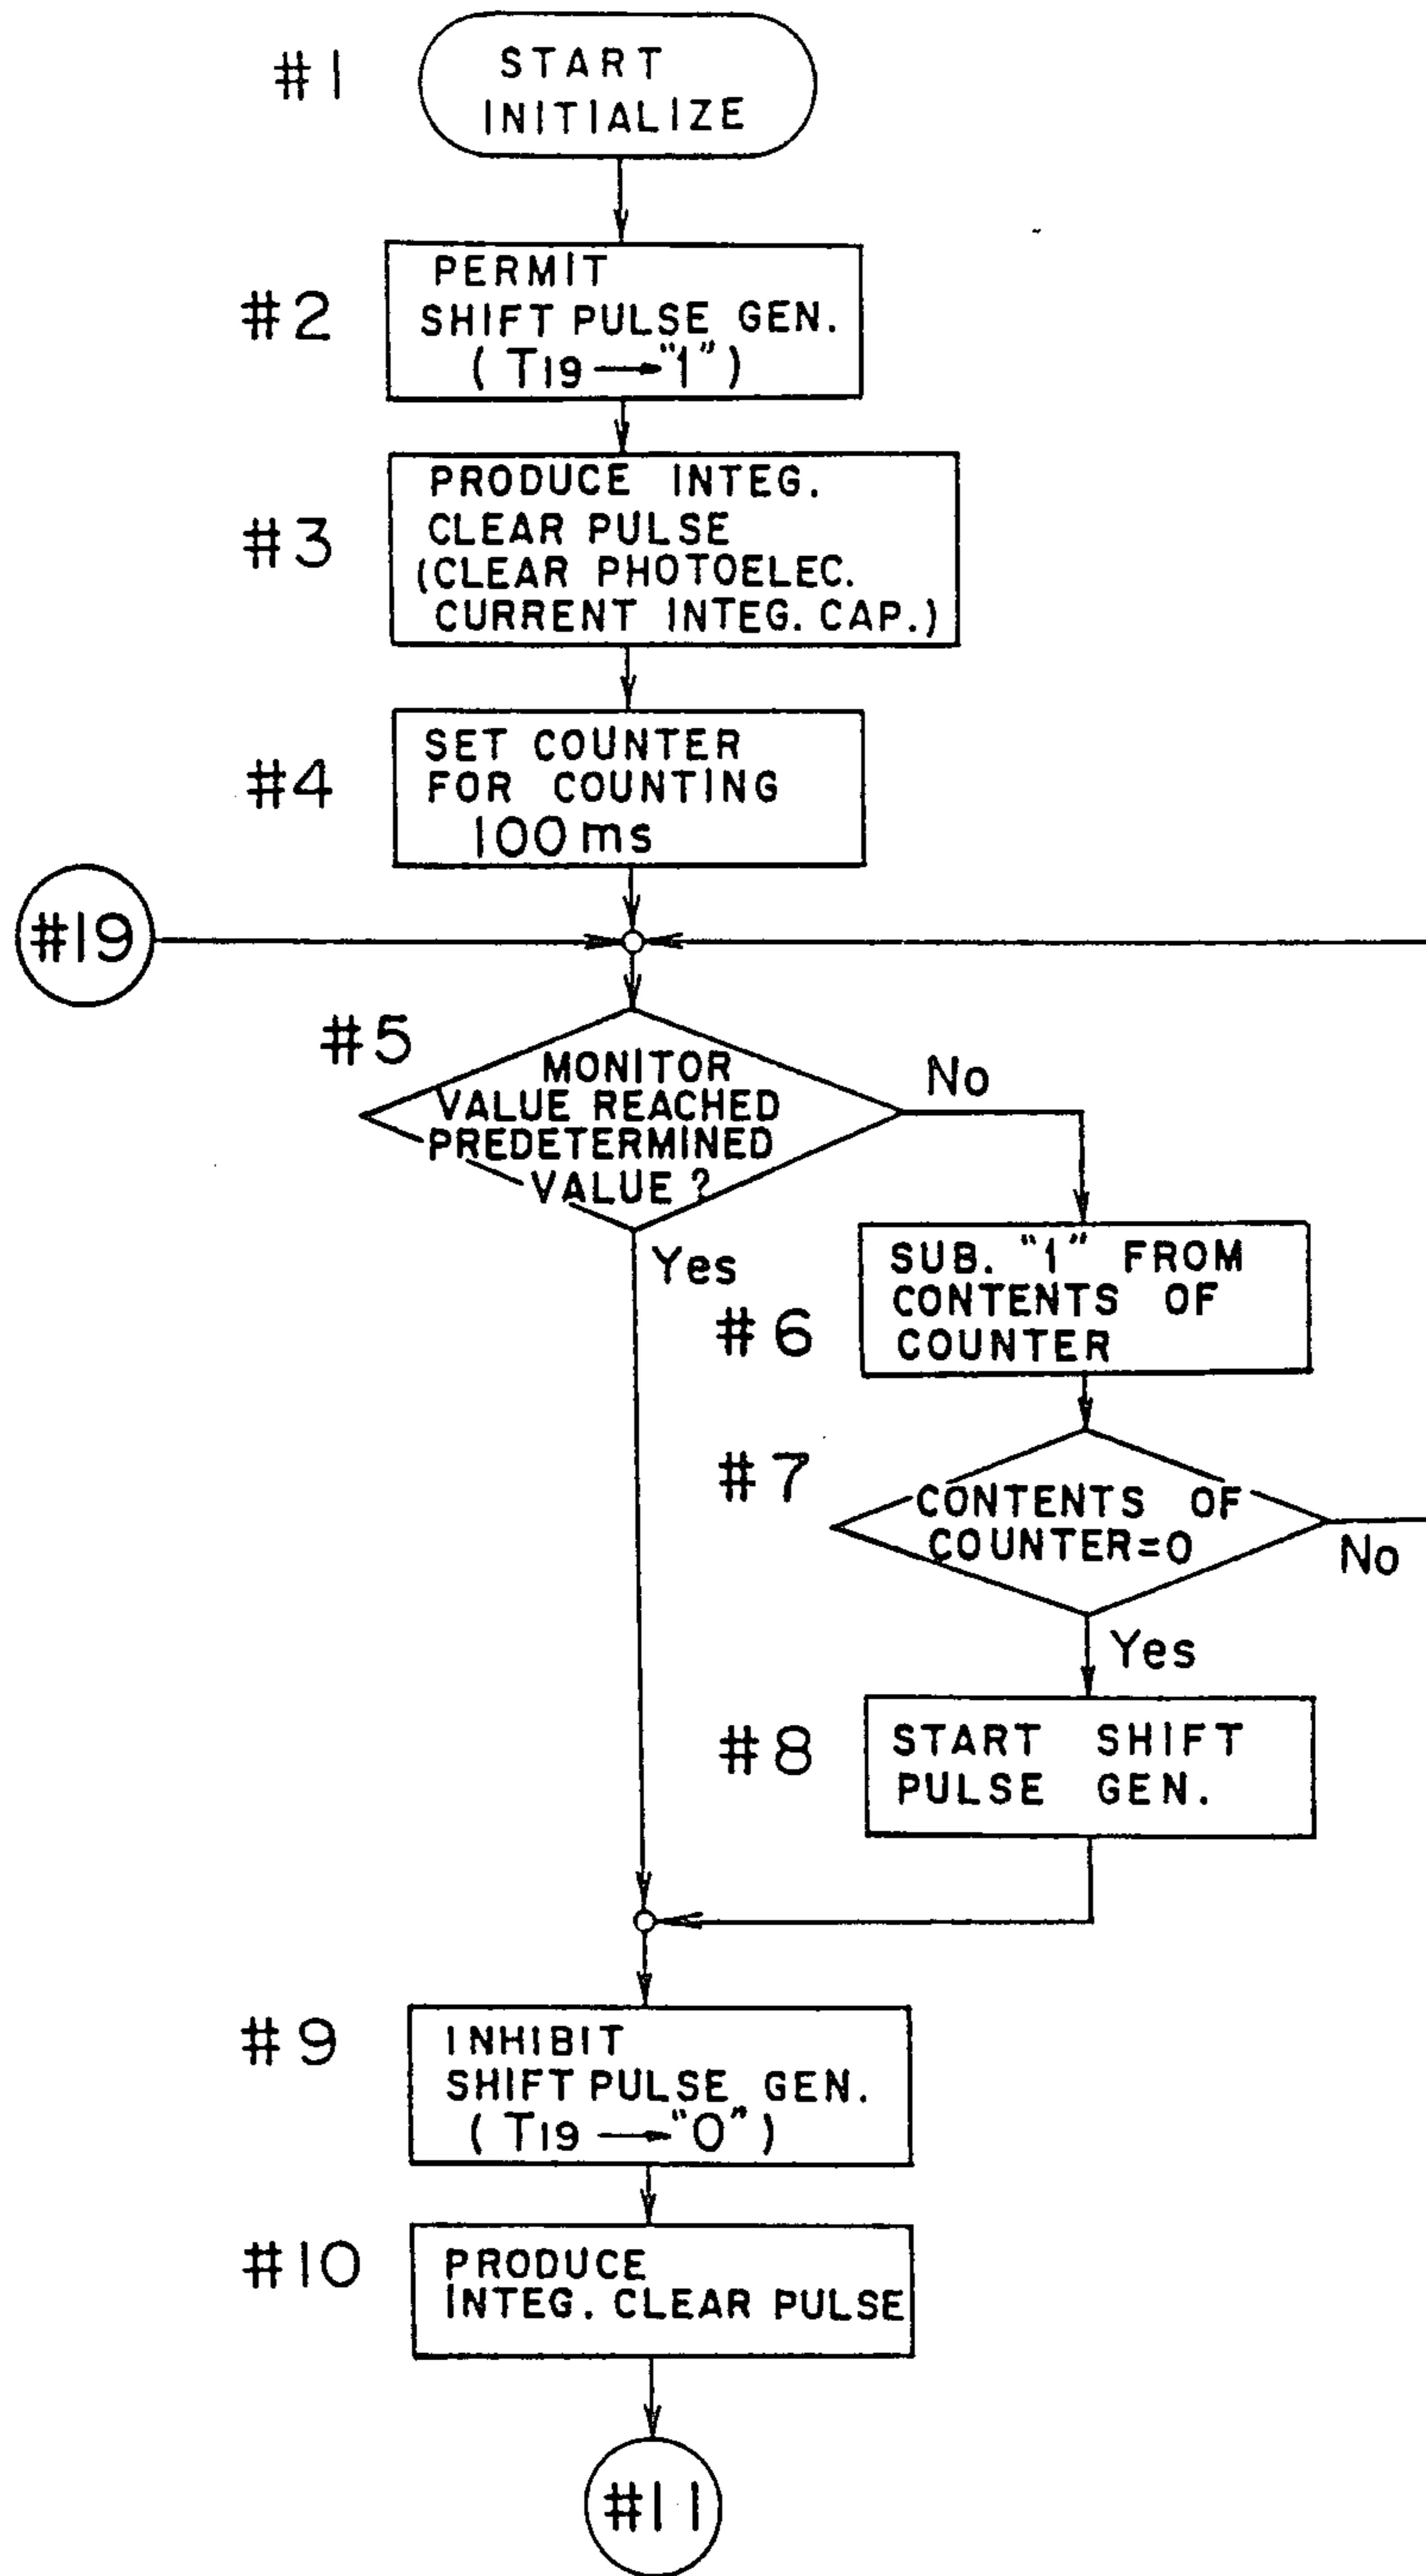 #1
START
INITIALIZE
#2
PERMIT
SHIFT PULSE GEN.
( T19 → "1" )
#3
PRODUCE INTEG.
CLEAR PULSE
(CLEAR PHOTOELEC.
CURRENT INTEG. CAP.)
#4
SET COUNTER
FOR COUNTING
100 ms
#19
#5
MONITOR
VALUE REACHED
PREDETERMINED
VALUE ?
No
Yes
#6
SUB. "1" FROM
CONTENTS OF
COUNTER
#7
CONTENTS OF
COUNTER=0
No
Yes
#8
START SHIFT
PULSE GEN.
#9
INHIBIT
SHIFT PULSE GEN.
( T19 → "0" )
#10
PRODUCE
INTEG. CLEAR PULSE
#11